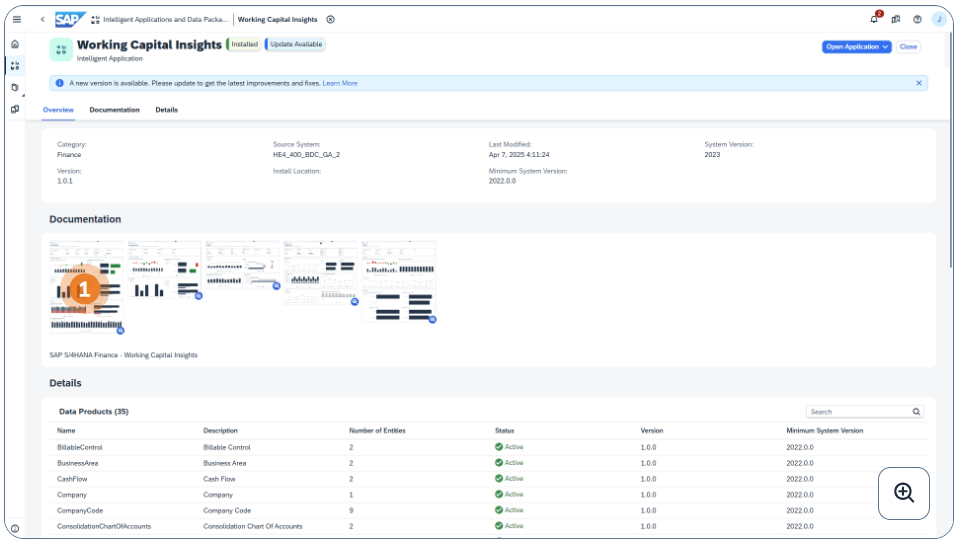 SAP Intelligent Applications and Data Packa... Working Capital Insights 2 J
Working Capital Insights Installed Update Available Open Application Close
Intelligent Application
A new version is available. Please update to get the latest improvements and fixes. Learn More
Overview Documentation Details
Category: Source System: Last Modified: System Version:
Finance HE4_400_BDC_GA_2 Apr 7, 2025 4:11:24 2023
Version: Install Location: Minimum System Version:
1.0.1 2022.0.0
Documentation
1
SAP S/4HANA Finance - Working Capital Insights
Details
Data Products (35) Search
Name Description Number of Entities Status Version Minimum System Version
BillableControl Billable Control 2 Active 1.0.0 2022.0.0
BusinessArea Business Area 2 Active 1.0.0 2022.0.0
CashFlow Cash Flow 2 Active 1.0.0 2022.0.0
Company Company 1 Active 1.0.0 2022.0.0
CompanyCode Company Code 9 Active 1.0.0 2022.0.0
ConsolidationChartOfAccounts Consolidation Chart Of Accounts 2 Active 1.0.0 2022.0.0